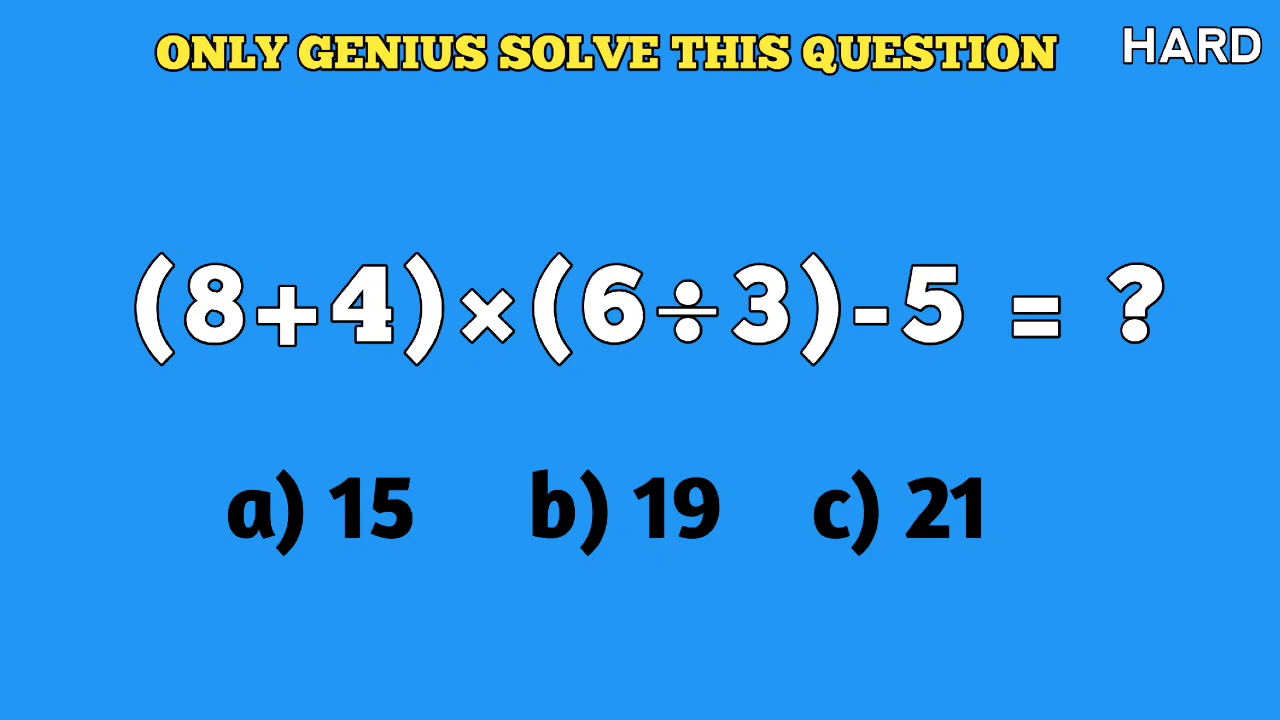 ONLY GENIUS SOLVE THIS QUESTION
HARD
(8+4)×(6÷3)-5 = ?
a) 15 b) 19 c) 21